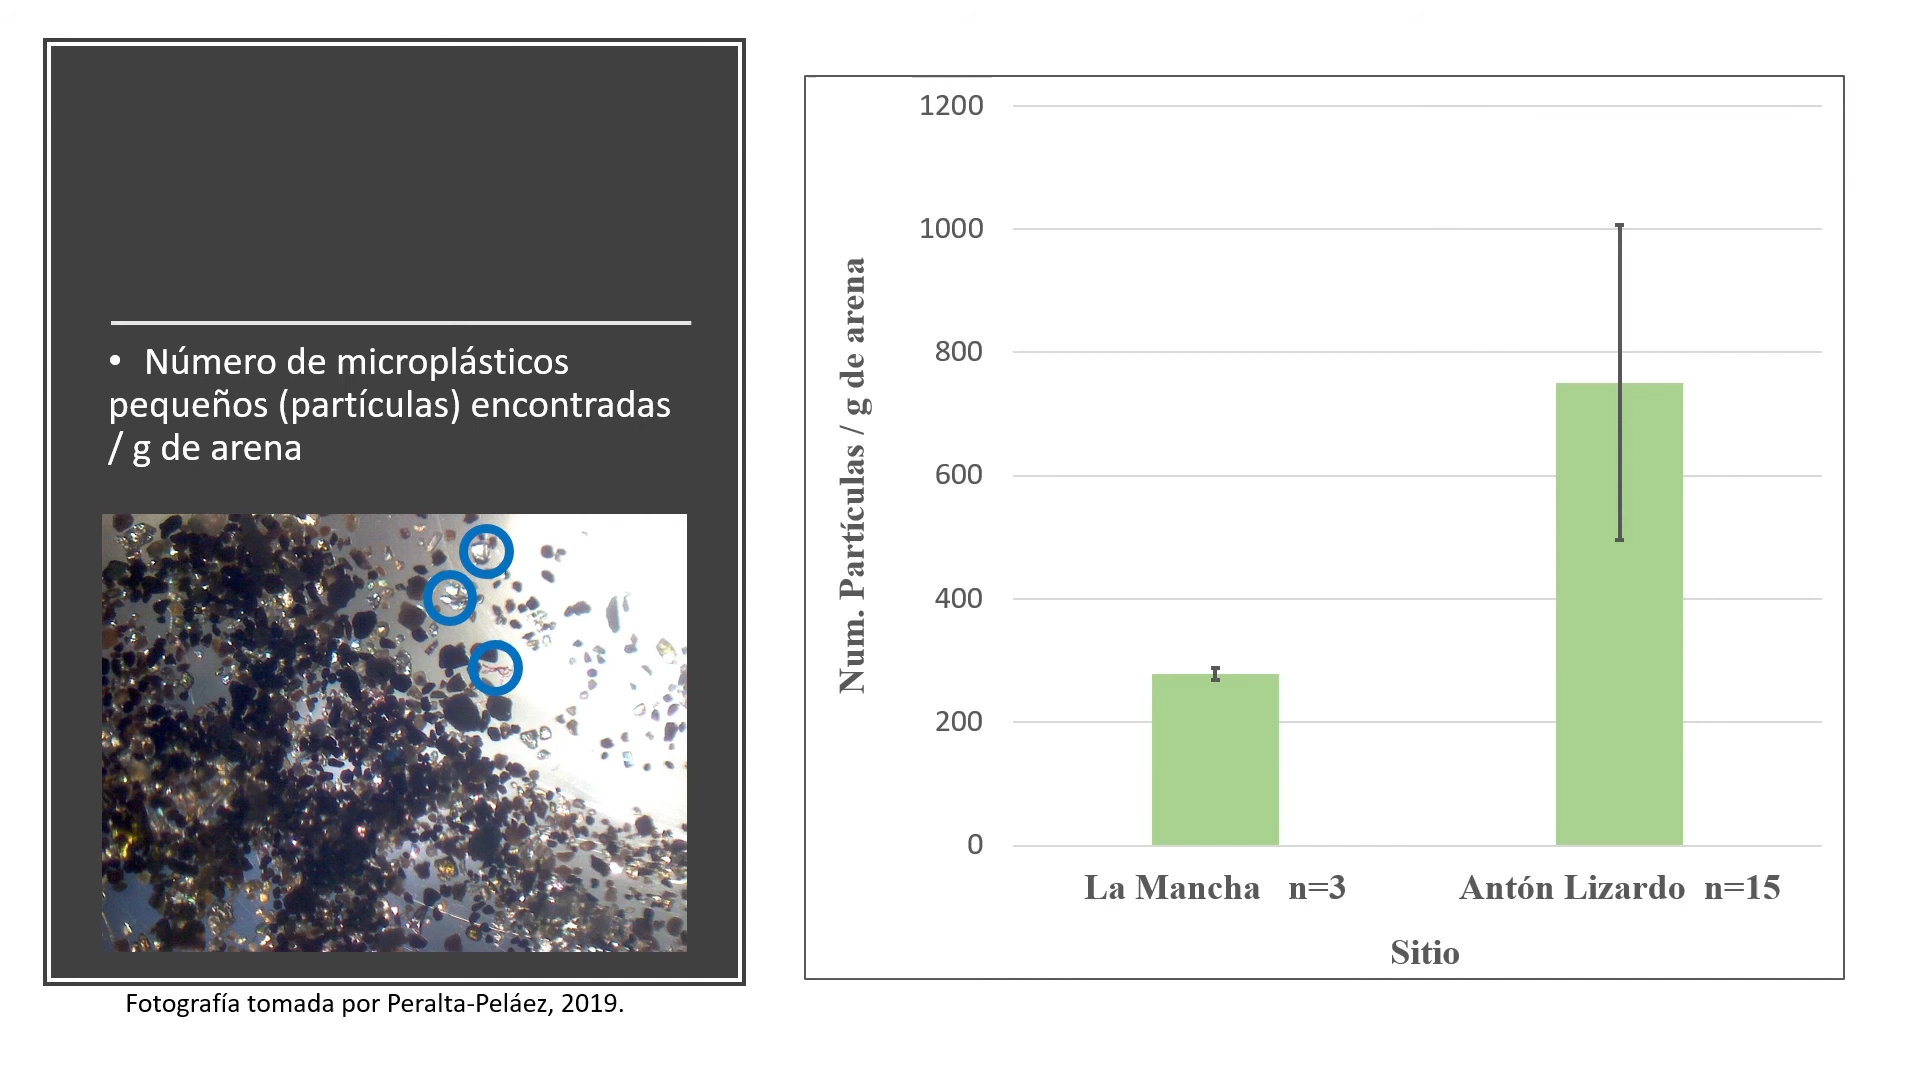 • Número de microplásticos
pequeños (partículas) encontradas
/ g de arena
Fotografía tomada por Peralta-Peláez, 2019.
Num. Partículas / g de arena
1200
1000
800
600
400
200
0
La Mancha n=3
Antón Lizardo n=15
Sitio